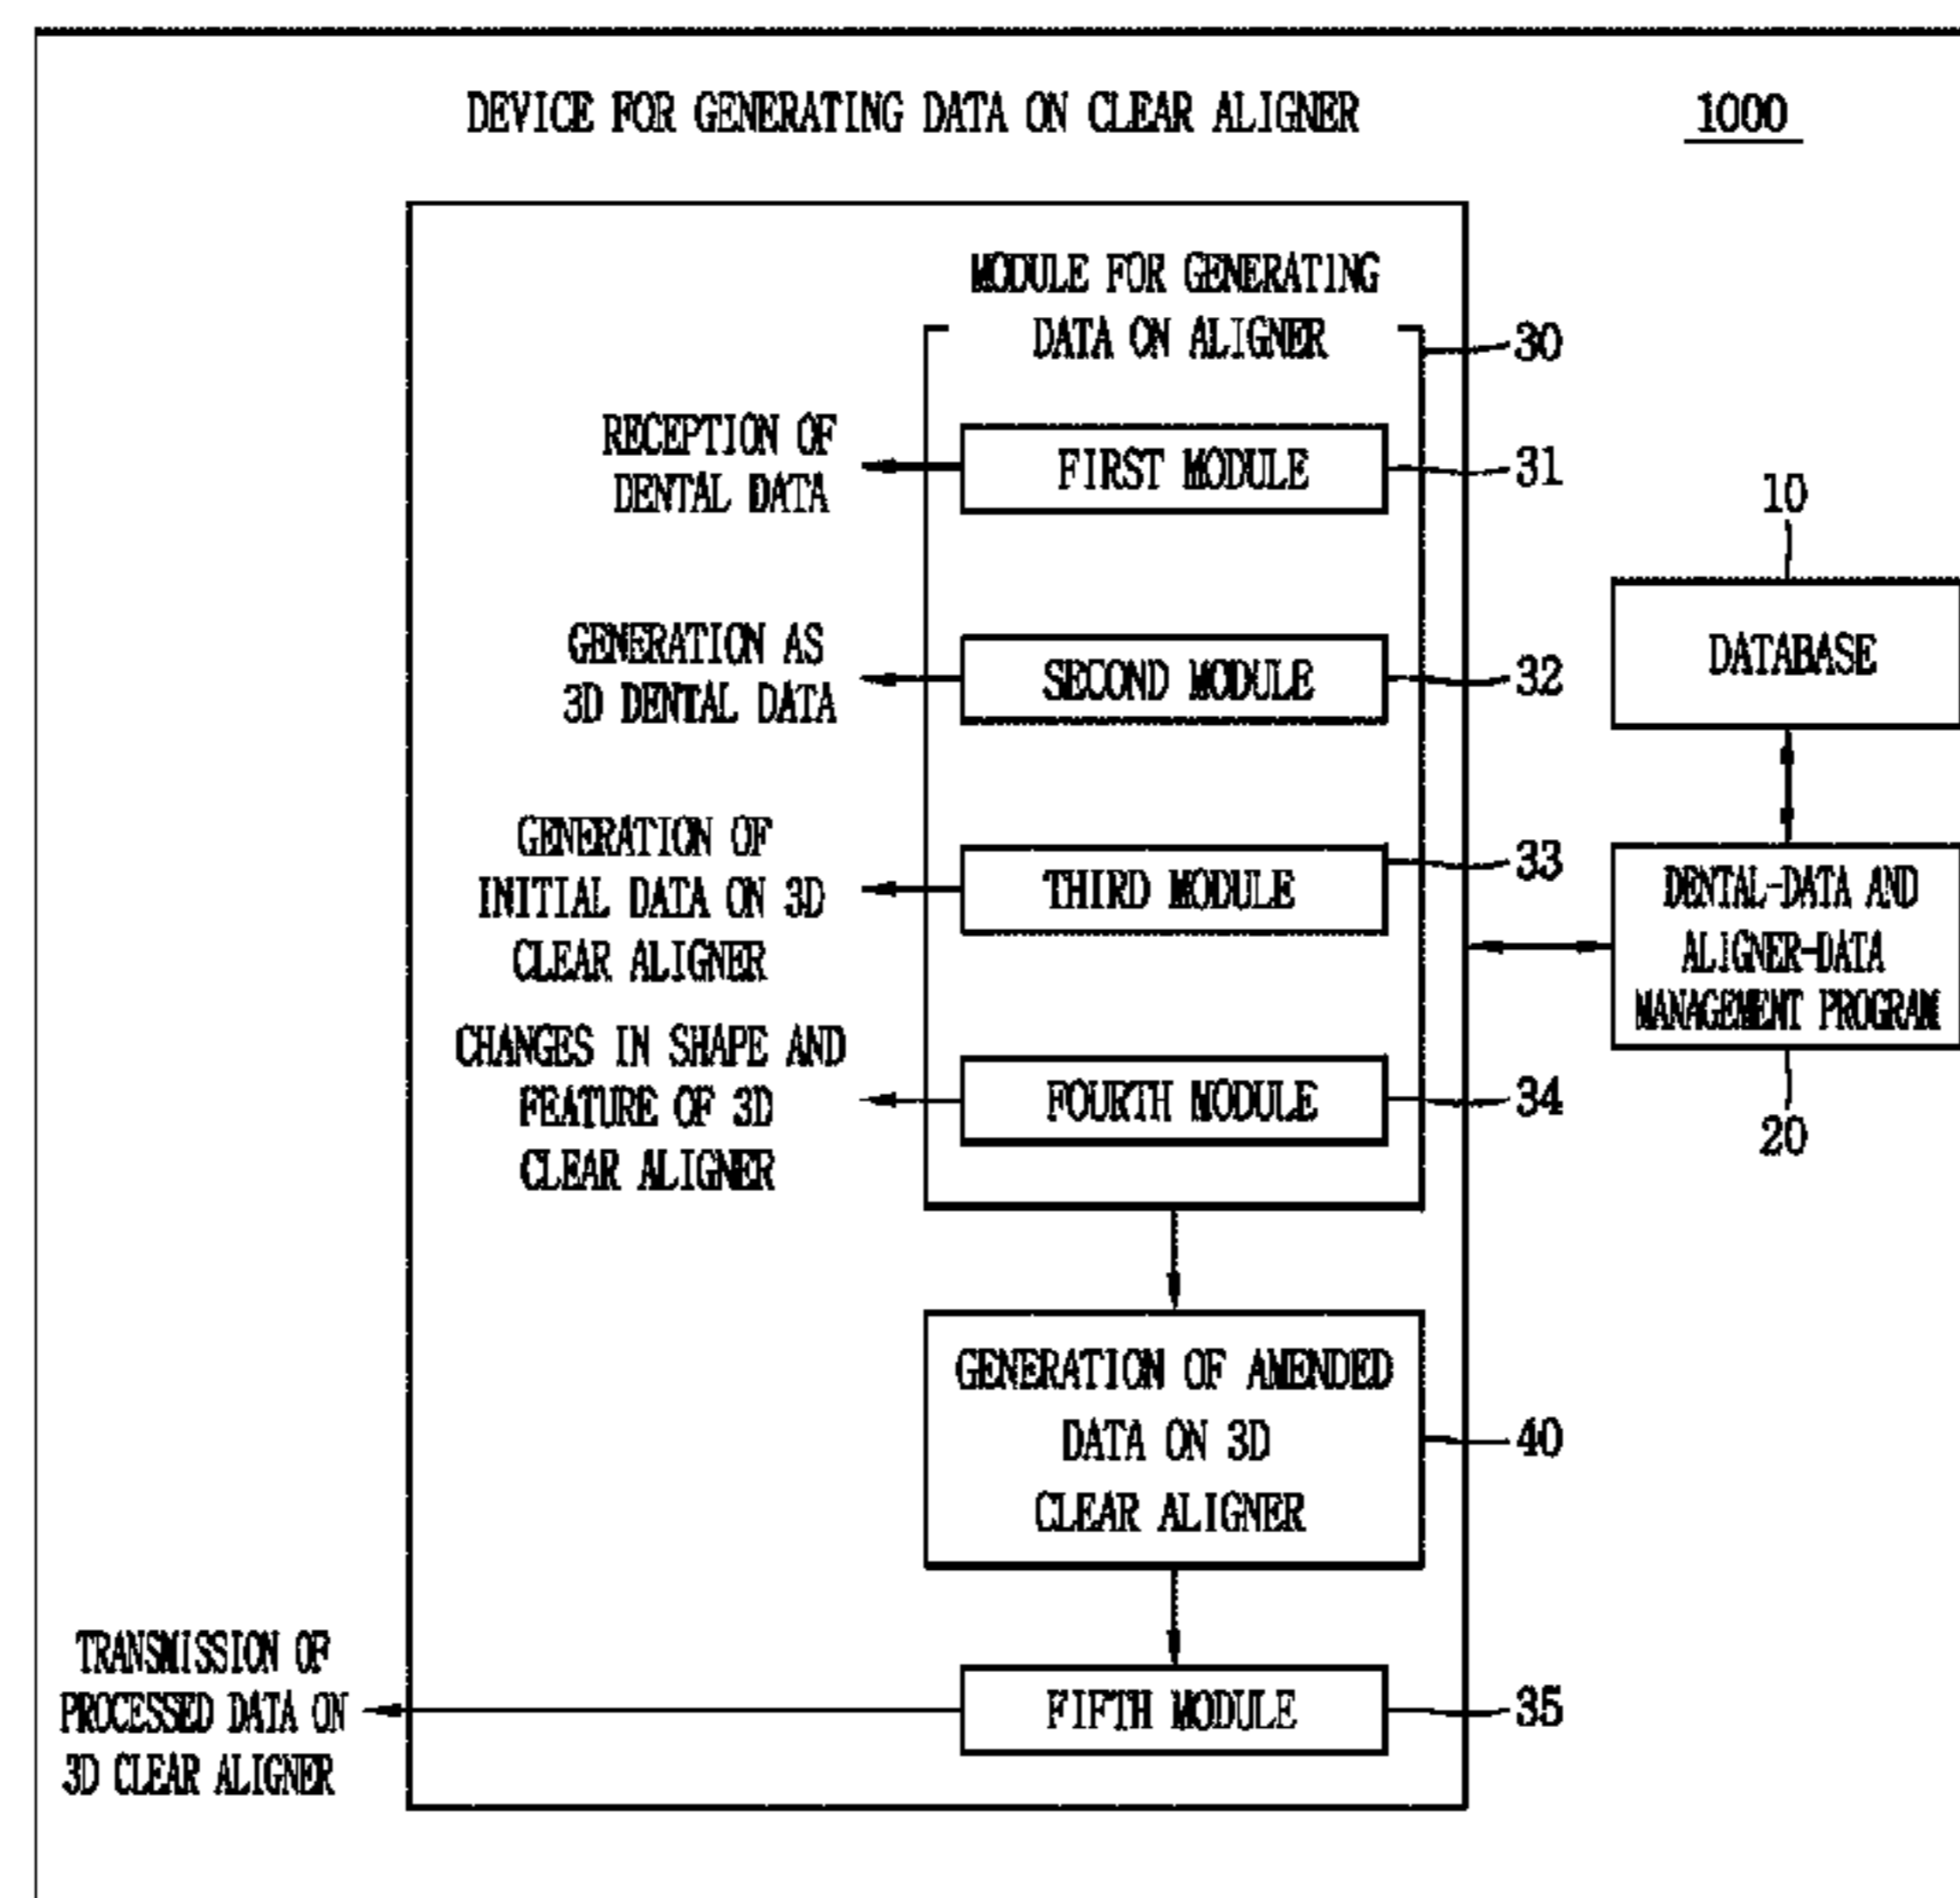 DEVICE FOR GENERATING DATA ON CLEAR ALIGNER
1000
MODULE FOR GENERATING
DATA ON ALIGNER
30
RECEPTION OF
DENTAL DATA
FIRST MODULE
31
10
DATABASE
GENERATION AS
3D DENTAL DATA
SECOND MODULE
32
GENERATION OF
INITIAL DATA ON 3D
CLEAR ALIGNER
THIRD MODULE
33
DENTAL-DATA AND
ALIGNER-DATA
MANAGEMENT PROGRAM
20
CHANGES IN SHAPE AND
FEATURE OF 3D
CLEAR ALIGNER
FOURTH MODULE
34
GENERATION OF AMENDED
DATA ON 3D
CLEAR ALIGNER
40
TRANSMISSION OF
PROCESSED DATA ON
3D CLEAR ALIGNER
FIFTH MODULE
35